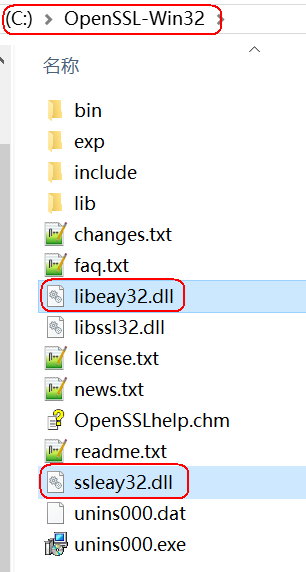 (C:) > OpenSSL-Win32 >
名称
bin
exp
include
lib
changes.txt
faq.txt
libeay32.dll
libssl32.dll
license.txt
news.txt
OpenSSLhelp.chm
readme.txt
ssleay32.dll
unins000.dat
unins000.exe